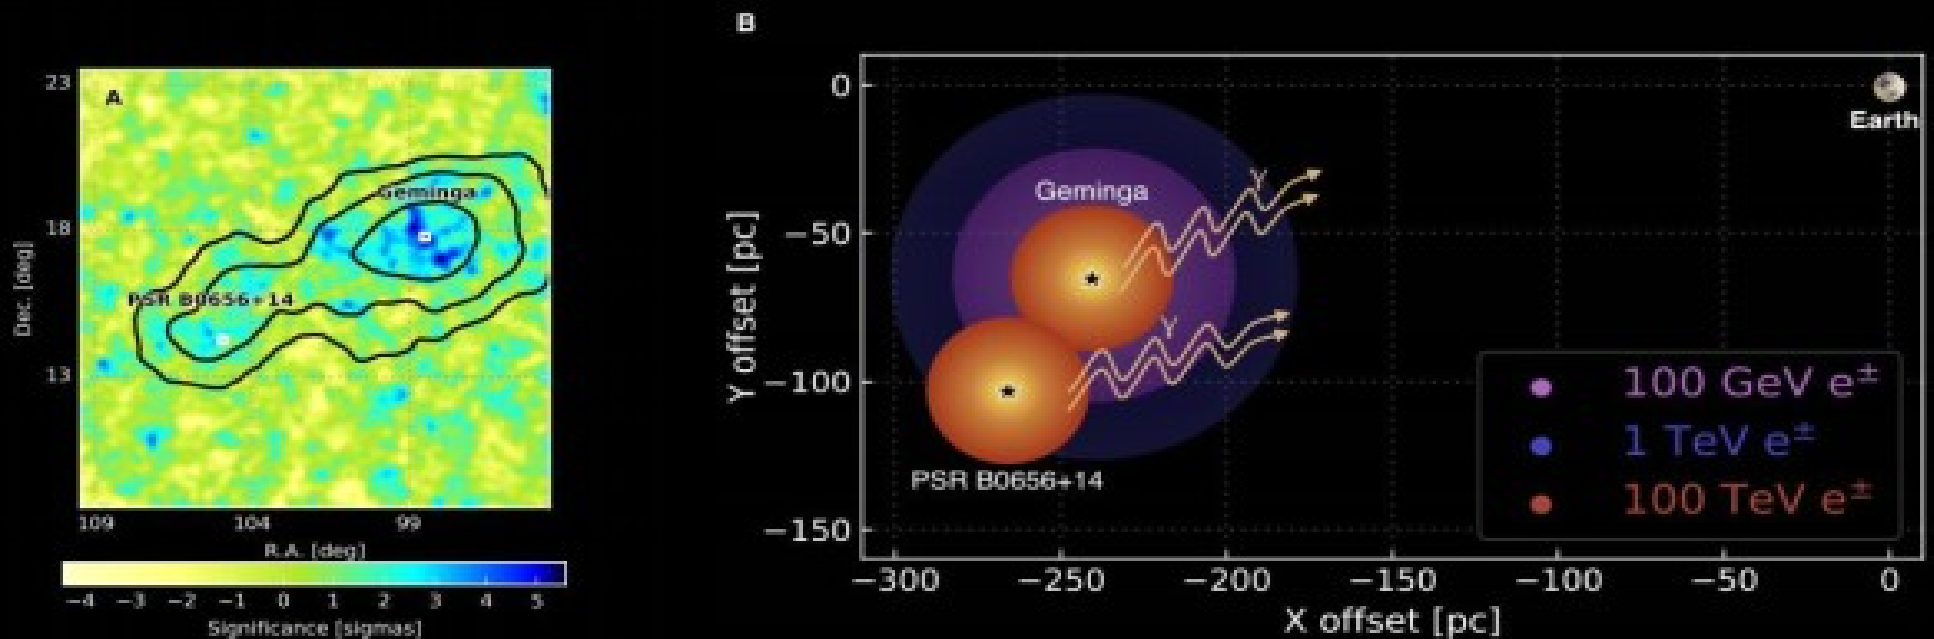 A
Geminga
PSR B0656+14
23
18
13
Dec. [deg]
109 104 99
R.A. [deg]
−4 −3 −2 −1 0 1 2 3 4 5
Significance [sigmas]
B
0
−50
−100
−150
Y offset [pc]
Earth
Geminga
γ
γ
PSR B0656+14
100 GeV e±
1 TeV e±
100 TeV e±
−300 −250 −200 −150 −100 −50 0
X offset [pc]